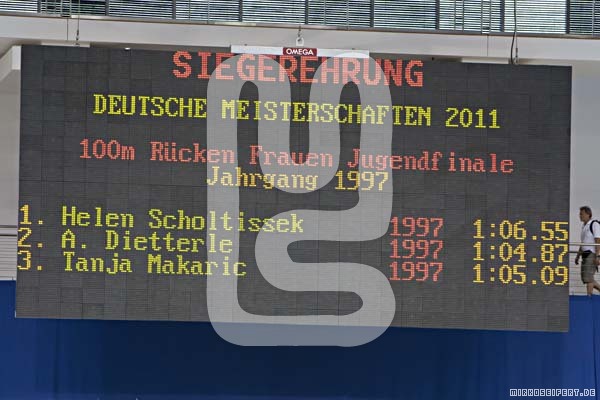 OMEGA
SIEGEREHRUNG
DEUTSCHE MEISTERSCHAFTEN 2011
100m Rücken Frauen Jugendfinale
Jahrgang 1997
1. Helen Scholtissek 1997 1:06.55
2. A. Dietterle 1997 1:04.87
3. Tanja Makaric 1997 1:05.09
MIRKOSEIFERT.DE